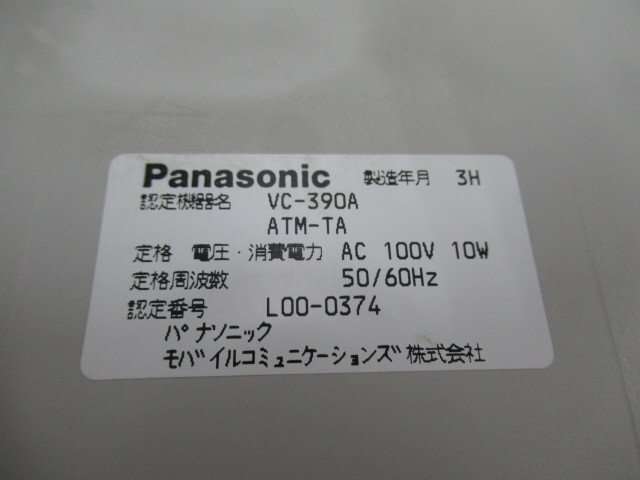 Panasonic 製造年月 3H
認定機器名 VC-390A
ATM-TA
定格 電圧・消費電力 AC 100V 10W
定格周波数 50/60Hz
認定番号 L00-0374
パナソニック
モバイルコミュニケーションズ株式会社